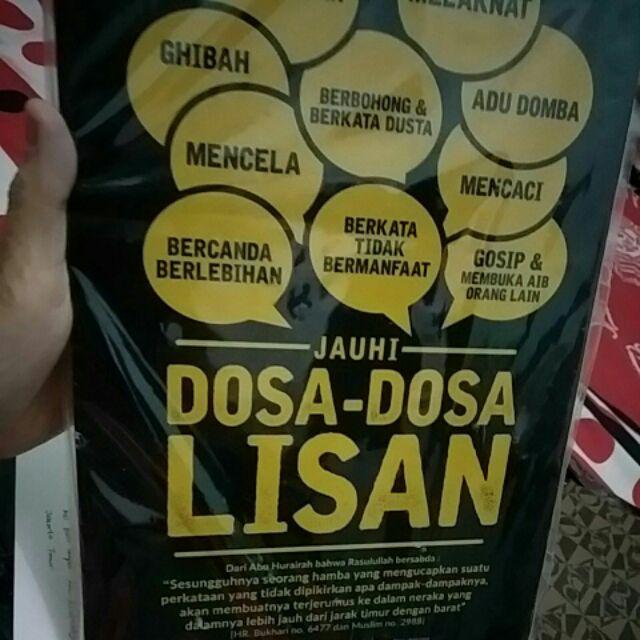 MELAKNAT
GHIBAH
BERBOHONG &
BERKATA DUSTA
ADU DOMBA
MENCELA
MENCACI
BERCANDA
BERLEBIHAN
BERKATA
TIDAK
BERMANFAAT
GOSIP &
MEMBUKA AIB
ORANG LAIN
JAUHI
DOSA-DOSA
LISAN
Dari Abu Hurairah bahwa Rasulullah bersabda :
"Sesungguhnya seorang hamba yang mengucapkan suatu
perkataan yang tidak dipikirkan apa dampak-dampaknya,
akan membuatnya terjerumus ke dalam neraka yang
dalamnya lebih jauh dari jarak timur dengan barat"
(HR. Bukhari no. 6477 dan Muslim no. 2988)